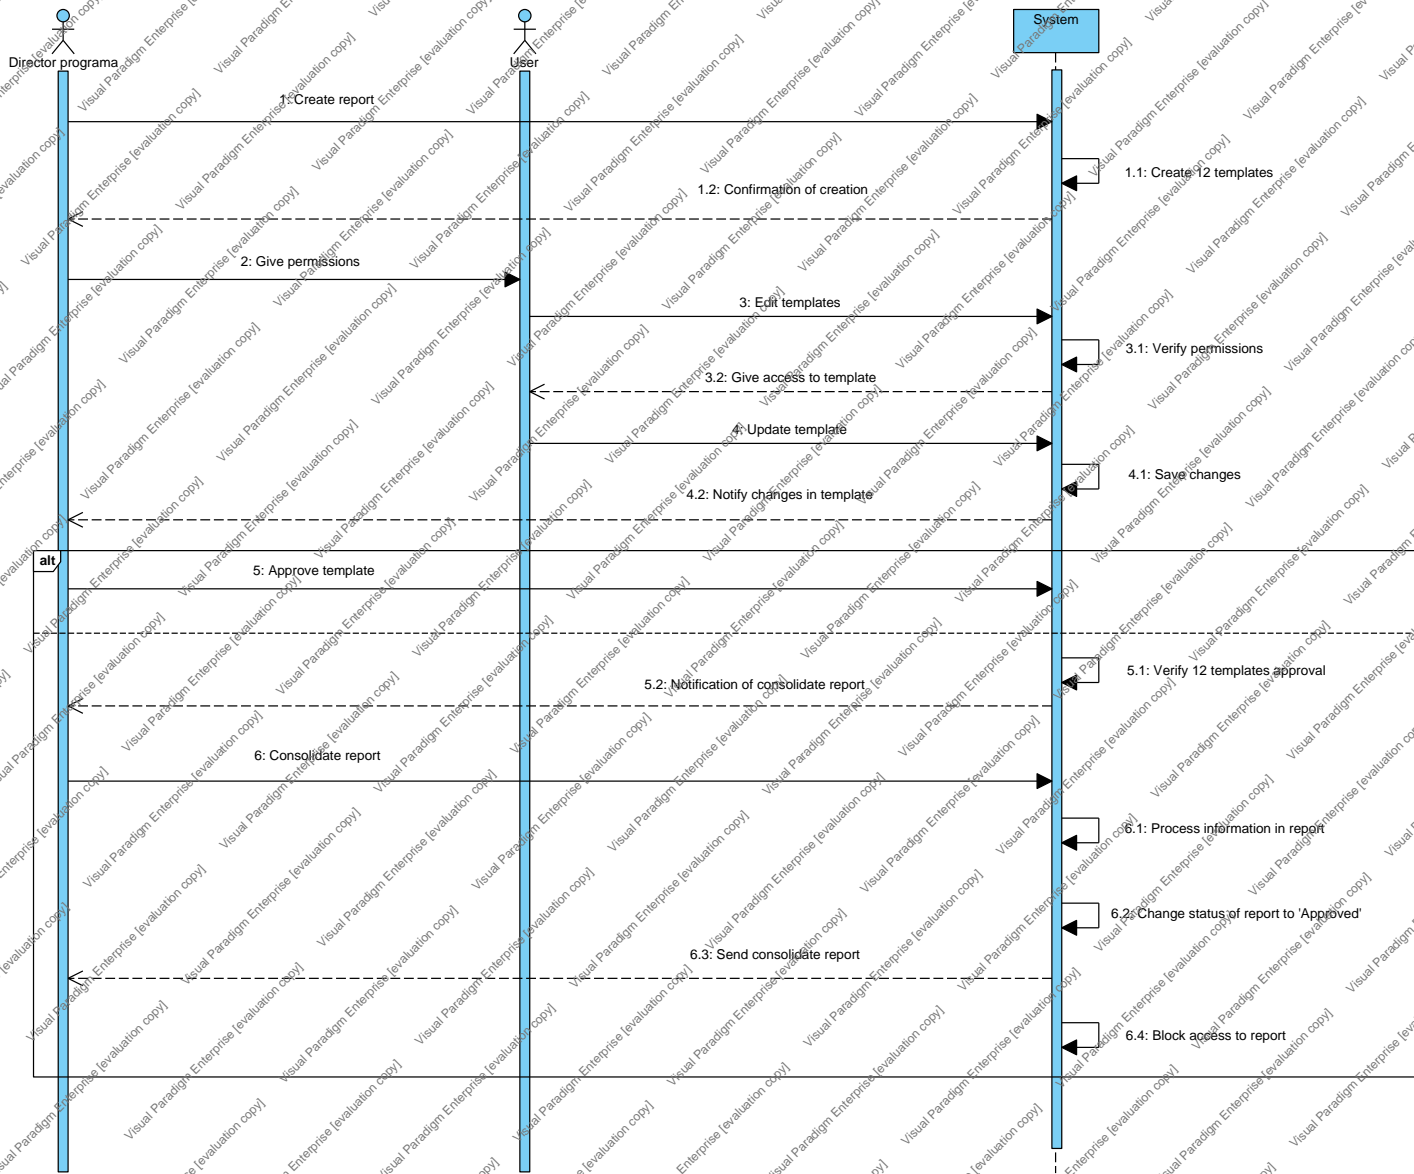 Director programa
User
System
1: Create report
1.1: Create 12 templates
1.2: Confirmation of creation
2: Give permissions
3: Edit templates
3.1: Verify permissions
3.2: Give access to template
4: Update template
4.1: Save changes
4.2: Notify changes in template
alt
5: Approve template
5.1: Verify 12 templates approval
5.2: Notification of consolidate report
6: Consolidate report
6.1: Process information in report
6.2: Change status of report to 'Approved'
6.3: Send consolidate report
6.4: Block access to report
Visual Paradigm Enterprise [evaluation copy]